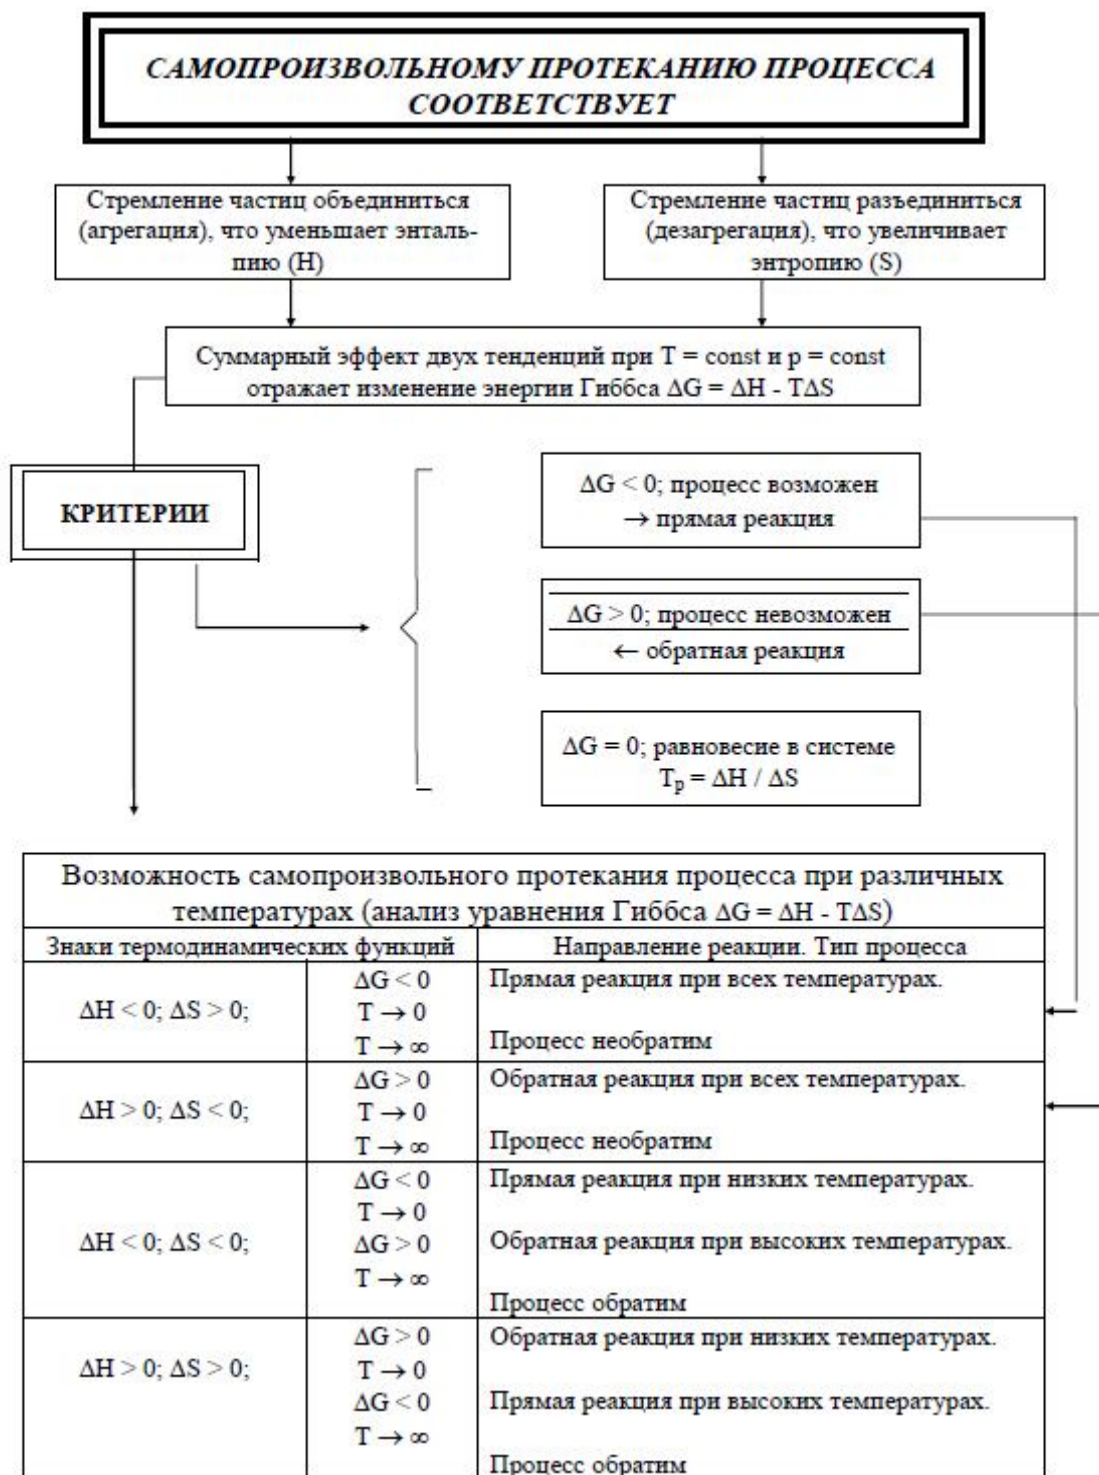 САМОПРОИЗВОЛЬНОМУ ПРОТЕКАНИЮ ПРОЦЕССА
СООТВЕТСТВУЕТ
Стремление частиц объединиться
(агрегация), что уменьшает энталь-
пию (H)
Стремление частиц разъединиться
(дезагрегация), что увеличивает
энтропию (S)
Суммарный эффект двух тенденций при T = const и p = const
отражает изменение энергии Гиббса ΔG = ΔH - TΔS
КРИТЕРИИ
ΔG < 0; процесс возможен
→ прямая реакция
ΔG > 0; процесс невозможен
← обратная реакция
ΔG = 0; равновесие в системе
Tр = ΔH / ΔS
Возможность самопроизвольного протекания процесса при различных
температурах (анализ уравнения Гиббса ΔG = ΔH - TΔS)
Знаки термодинамических функций
Направление реакции. Тип процесса
ΔH < 0; ΔS > 0;
ΔG < 0
T → 0
T → ∞
Прямая реакция при всех температурах.
Процесс необратим
ΔH > 0; ΔS < 0;
ΔG > 0
T → 0
T → ∞
Обратная реакция при всех температурах.
Процесс необратим
ΔH < 0; ΔS < 0;
ΔG < 0
T → 0
ΔG > 0
T → ∞
Прямая реакция при низких температурах.
Обратная реакция при высоких температурах.
Процесс обратим
ΔH > 0; ΔS > 0;
ΔG > 0
T → 0
ΔG < 0
T → ∞
Обратная реакция при низких температурах.
Прямая реакция при высоких температурах.
Процесс обратим